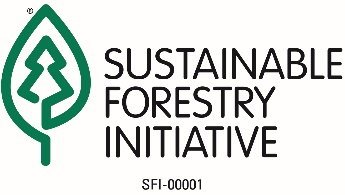 ®
SUSTAINABLE
FORESTRY
INITIATIVE
SFI-00001